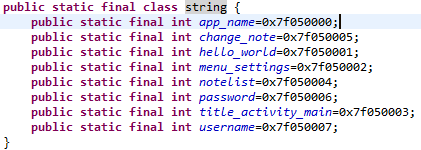 public static final class string {
public static final int app_name=0x7f050000;
public static final int change_note=0x7f050005;
public static final int hello_world=0x7f050001;
public static final int menu_settings=0x7f050002;
public static final int notelist=0x7f050004;
public static final int password=0x7f050006;
public static final int title_activity_main=0x7f050003;
public static final int username=0x7f050007;
}